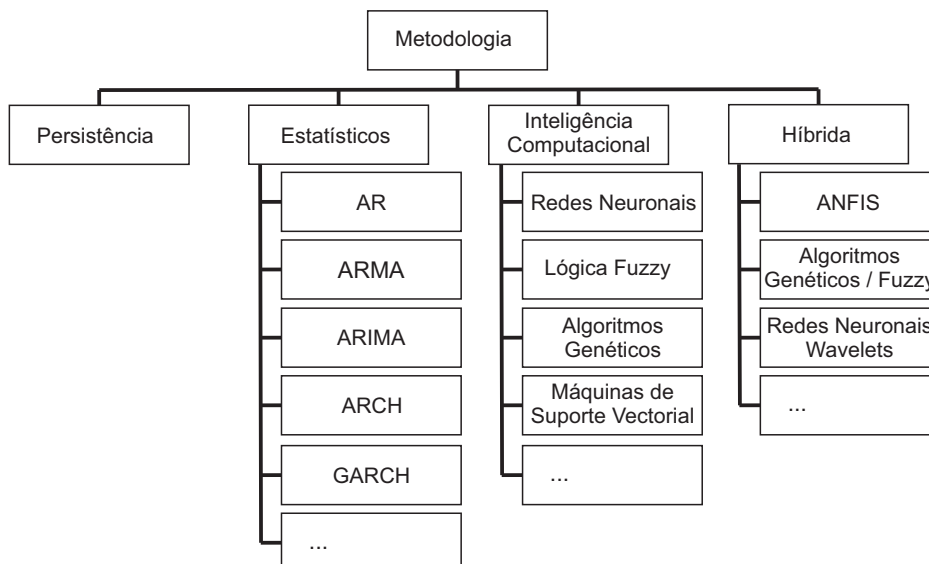 Metodologia
Persistência
Estatísticos
Inteligência
Computacional
Híbrida
AR
ARMA
ARIMA
ARCH
GARCH
...
Redes Neuronais
Lógica Fuzzy
Algoritmos
Genéticos
Máquinas de
Suporte Vectorial
...
ANFIS
Algoritmos
Genéticos / Fuzzy
Redes Neuronais
Wavelets
...